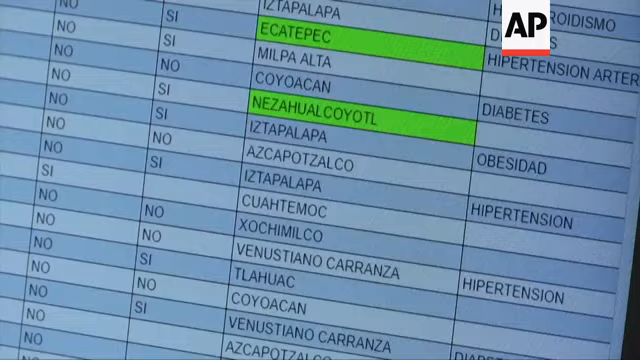 AP
SI IZTAPALAPA
NO SI ECATEPEC HIPERTENSION ARTER
NO SI MILPA ALTA
NO NO COYOACAN DIABETES
NO SI NEZAHUALCOYOTL
NO SI IZTAPALAPA OBESIDAD
NO NO AZCAPOTZALCO
NO SI IZTAPALAPA HIPERTENSION
SI CUAHTEMOC
NO NO XOCHIMILCO
NO NO VENUSTIANO CARRANZA HIPERTENSION
NO SI TLAHUAC
NO NO COYOACAN
NO SI VENUSTIANO CARRANZA
NO AZCAPOTZALCO
NO